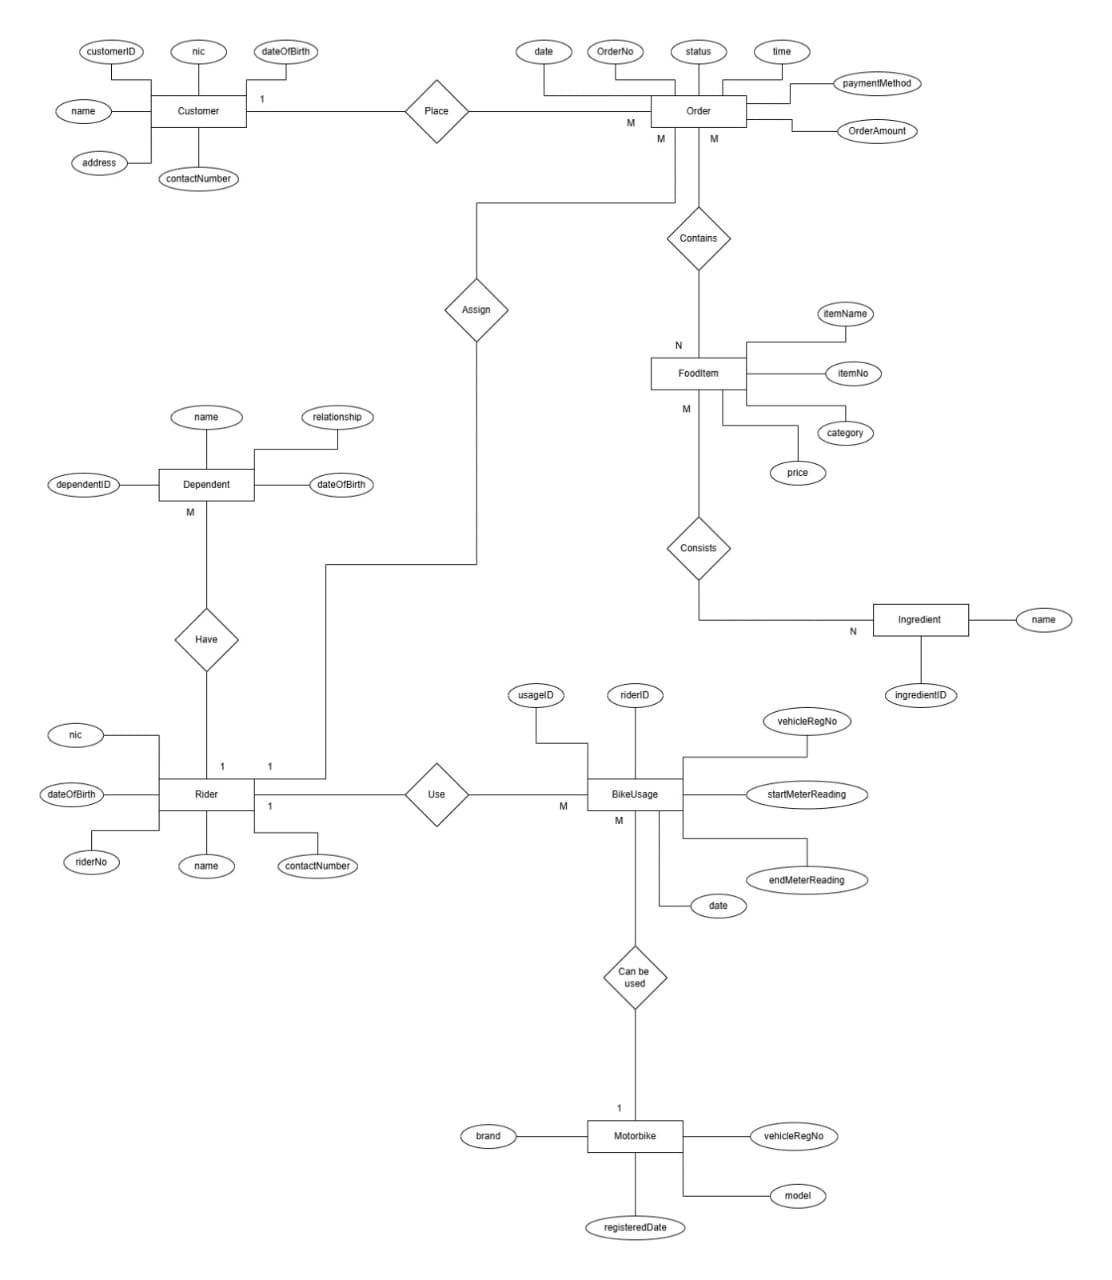 customerID
nic
dateOfBirth
date
OrderNo
status
time
paymentMethod
1
name
Customer
Place
Order
M
OrderAmount
M
M
address
contactNumber
Contains
Assign
itemName
N
FoodItem
itemNo
M
name
relationship
category
price
dependentID
Dependent
dateOfBirth
M
Consists
Have
Ingredient
name
N
usageID
riderID
ingredientID
vehicleRegNo
nic
1
1
dateOfBirth
Rider
Use
BikeUsage
startMeterReading
1
M
M
riderNo
name
contactNumber
endMeterReading
date
Can be
used
1
brand
Motorbike
vehicleRegNo
model
registeredDate